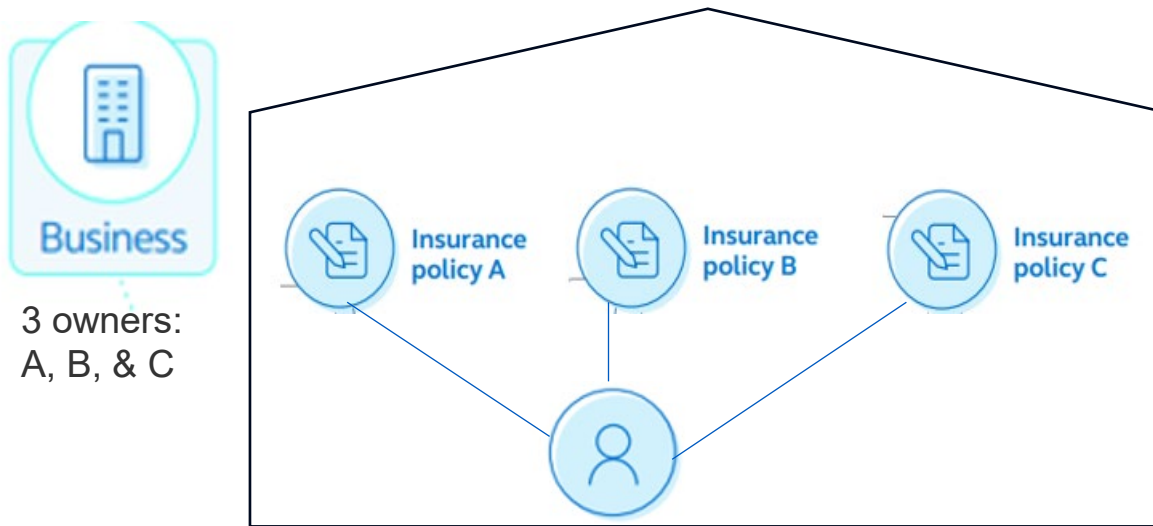 Business
3 owners:
A, B, & C
Insurance
policy A
Insurance
policy B
Insurance
policy C